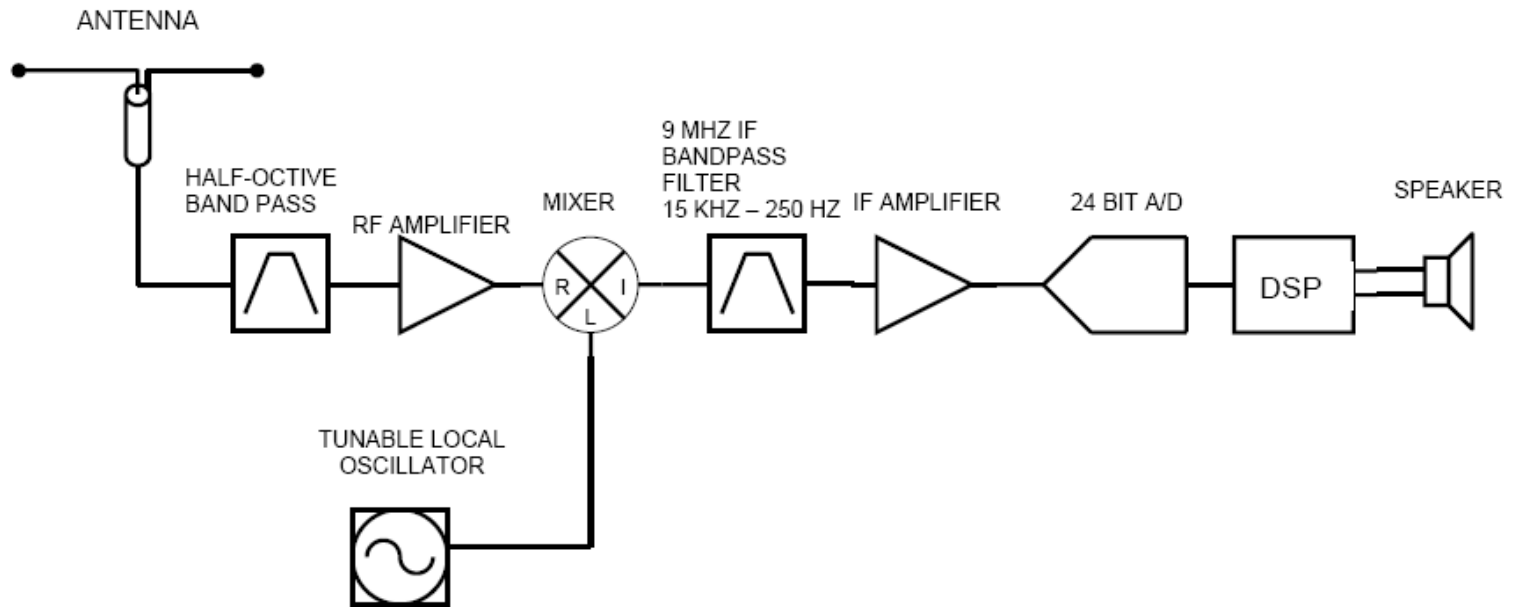 ANTENNA
HALF-OCTIVE
BAND PASS
RF AMPLIFIER
MIXER
9 MHZ IF
BANDPASS
FILTER
15 KHZ – 250 HZ
IF AMPLIFIER
24 BIT A/D
SPEAKER
R
I
L
DSP
TUNABLE LOCAL
OSCILLATOR